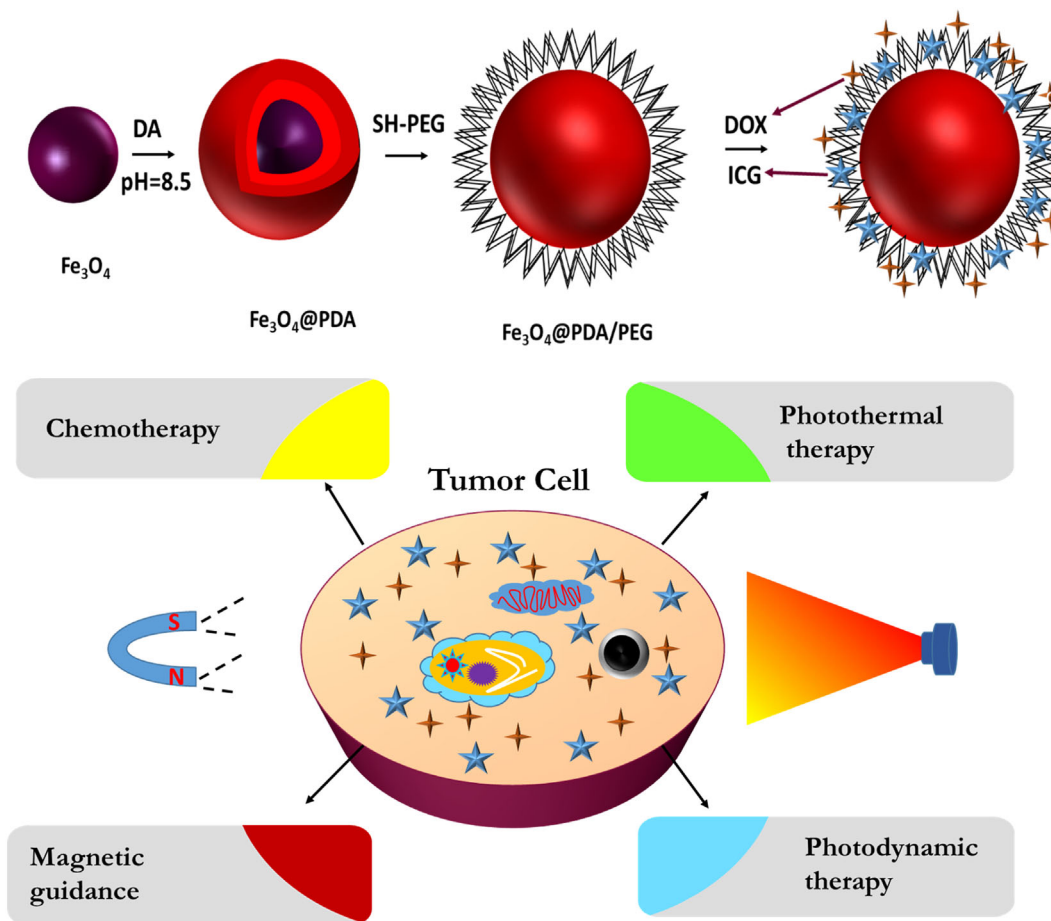 DA
pH=8.5
SH-PEG
DOX
ICG
Fe₃O₄
Fe₃O₄@PDA
Fe₃O₄@PDA/PEG
Chemotherapy
Photothermal
therapy
Tumor Cell
S
N
Magnetic
guidance
Photodynamic
therapy